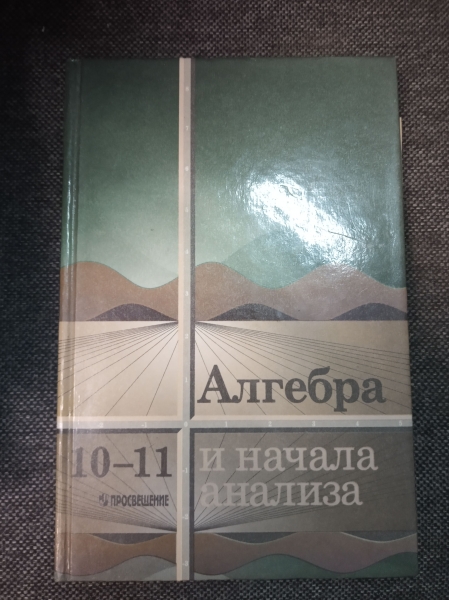 Алгебра
10–11
и начала
анализа
ПРОСВЕЩЕНИЕ